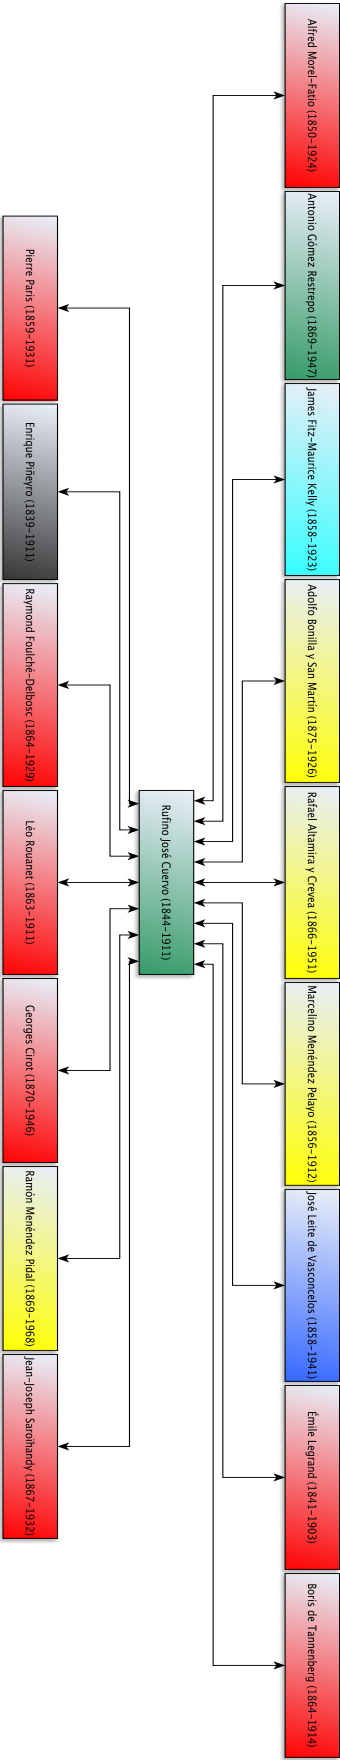 Alfred Morel-Fatio (1850-1924)
Antonio Gómez Restrepo (1869-1947)
James Fitz-Maurice Kelly (1858-1923)
Adolfo Bonilla y San Martín (1875-1926)
Rafael Altamira y Crevea (1866-1951)
Marcelino Menéndez Pelayo (1856-1912)
José Leite de Vasconcelos (1858-1941)
Émile Legrand (1841-1903)
Boris de Tannenberg (1864-1914)
Rufino José Cuervo (1844-1911)
Pierre Paris (1859-1931)
Enrique Piñeyro (1839-1911)
Raymond Foulché-Delbosc (1864-1929)
Léo Rouanet (1863-1911)
Georges Cirot (1870-1946)
Ramón Menéndez Pidal (1869-1968)
Jean-Joseph Saroïhandy (1867-1932)